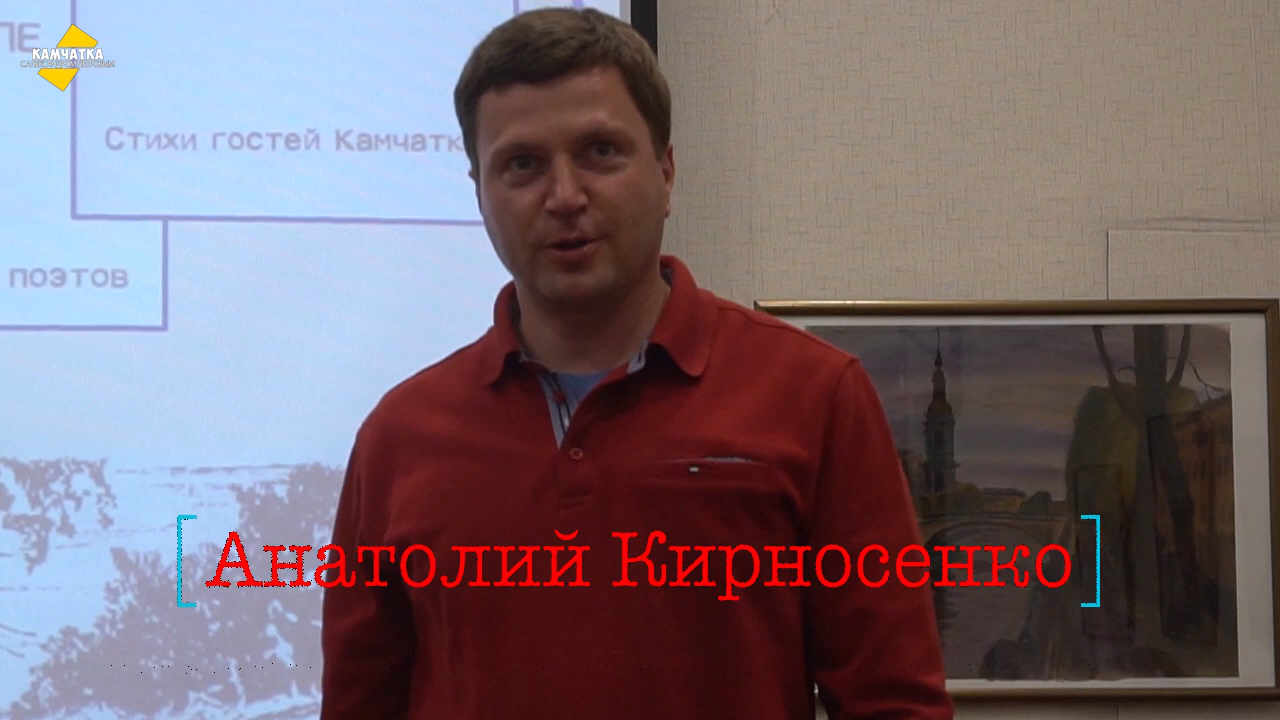 КАМЧАТКА
Стихи гостей Камчатк
поэтов
Анатолий Кирносенко